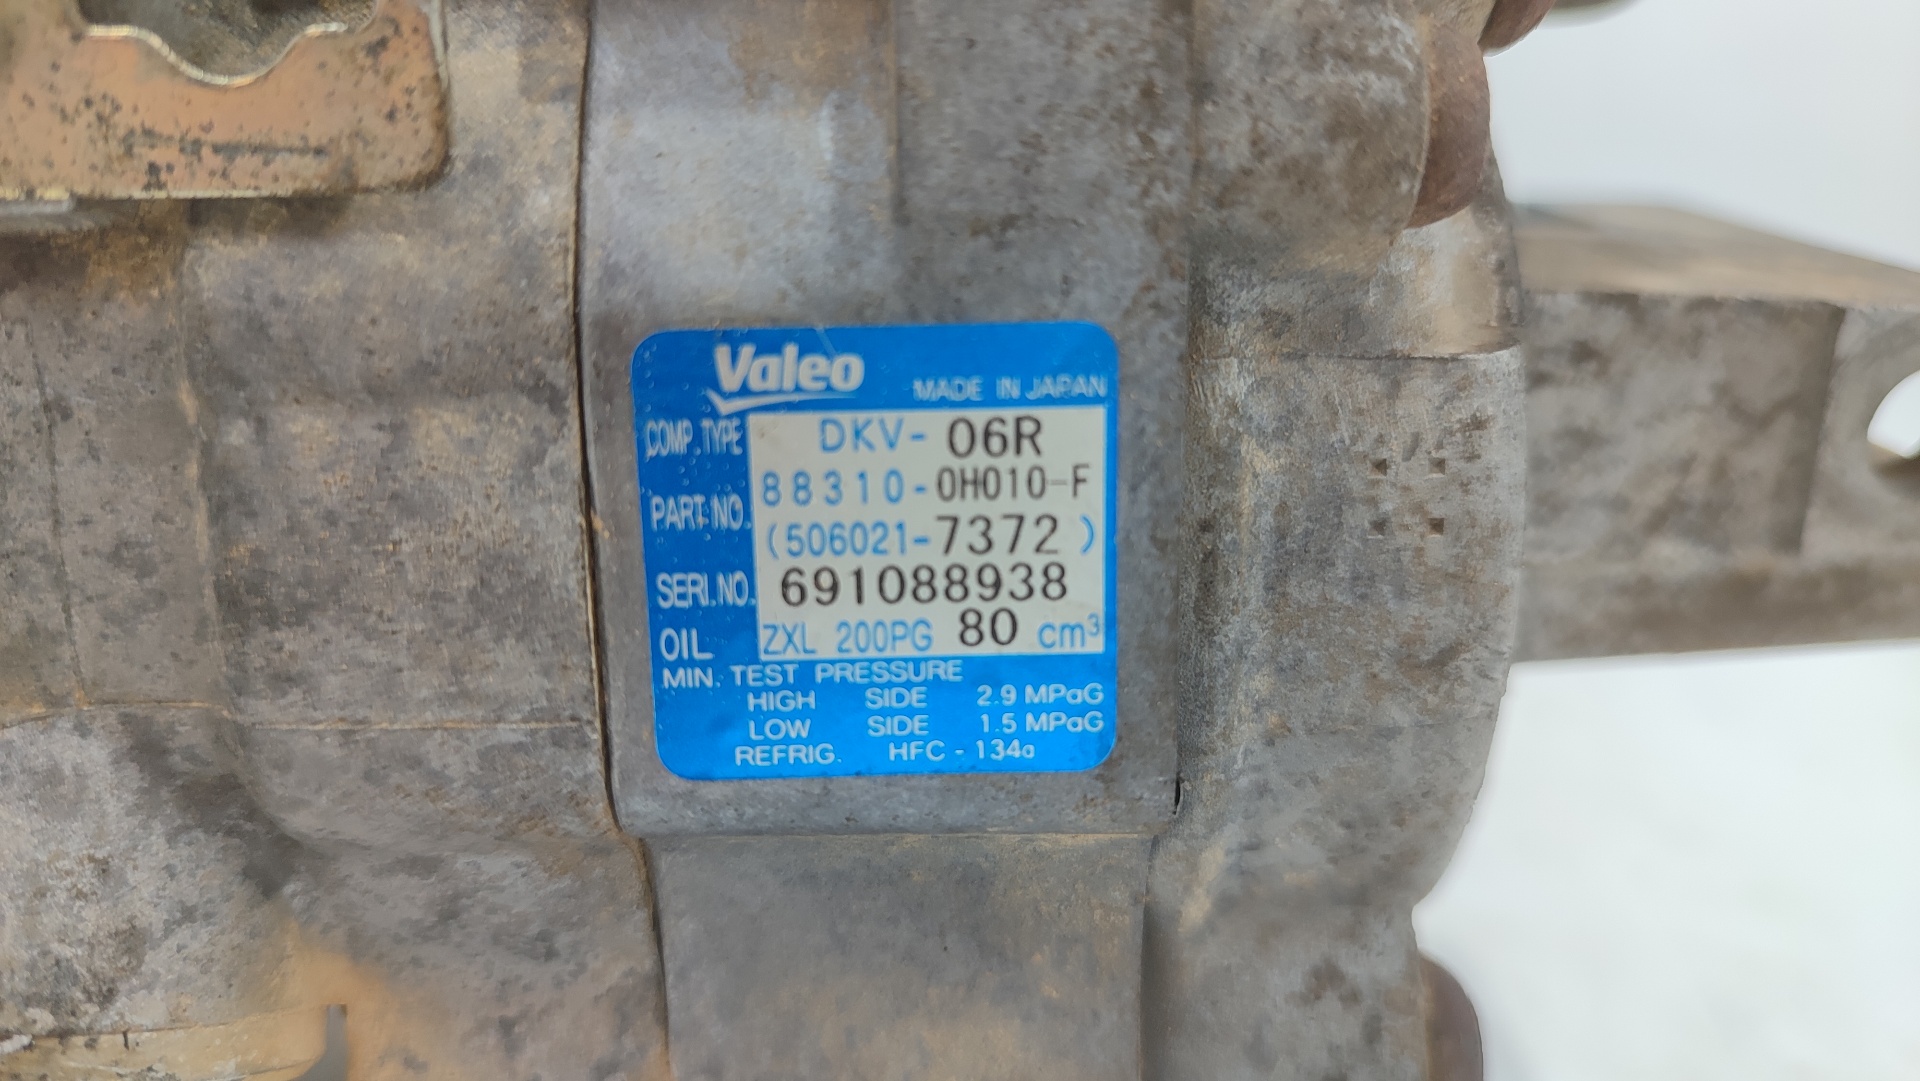 Valeo
MADE IN JAPAN
COMP.TYPE DKV- 06R
PART NO. 88310-0H010-F
(506021-7372 )
SERI.NO. 691088938
OIL ZXL 200PG 80 cm³
MIN. TEST PRESSURE
HIGH SIDE 2.9 MPaG
LOW SIDE 1.5 MPaG
REFRIG. HFC - 134a